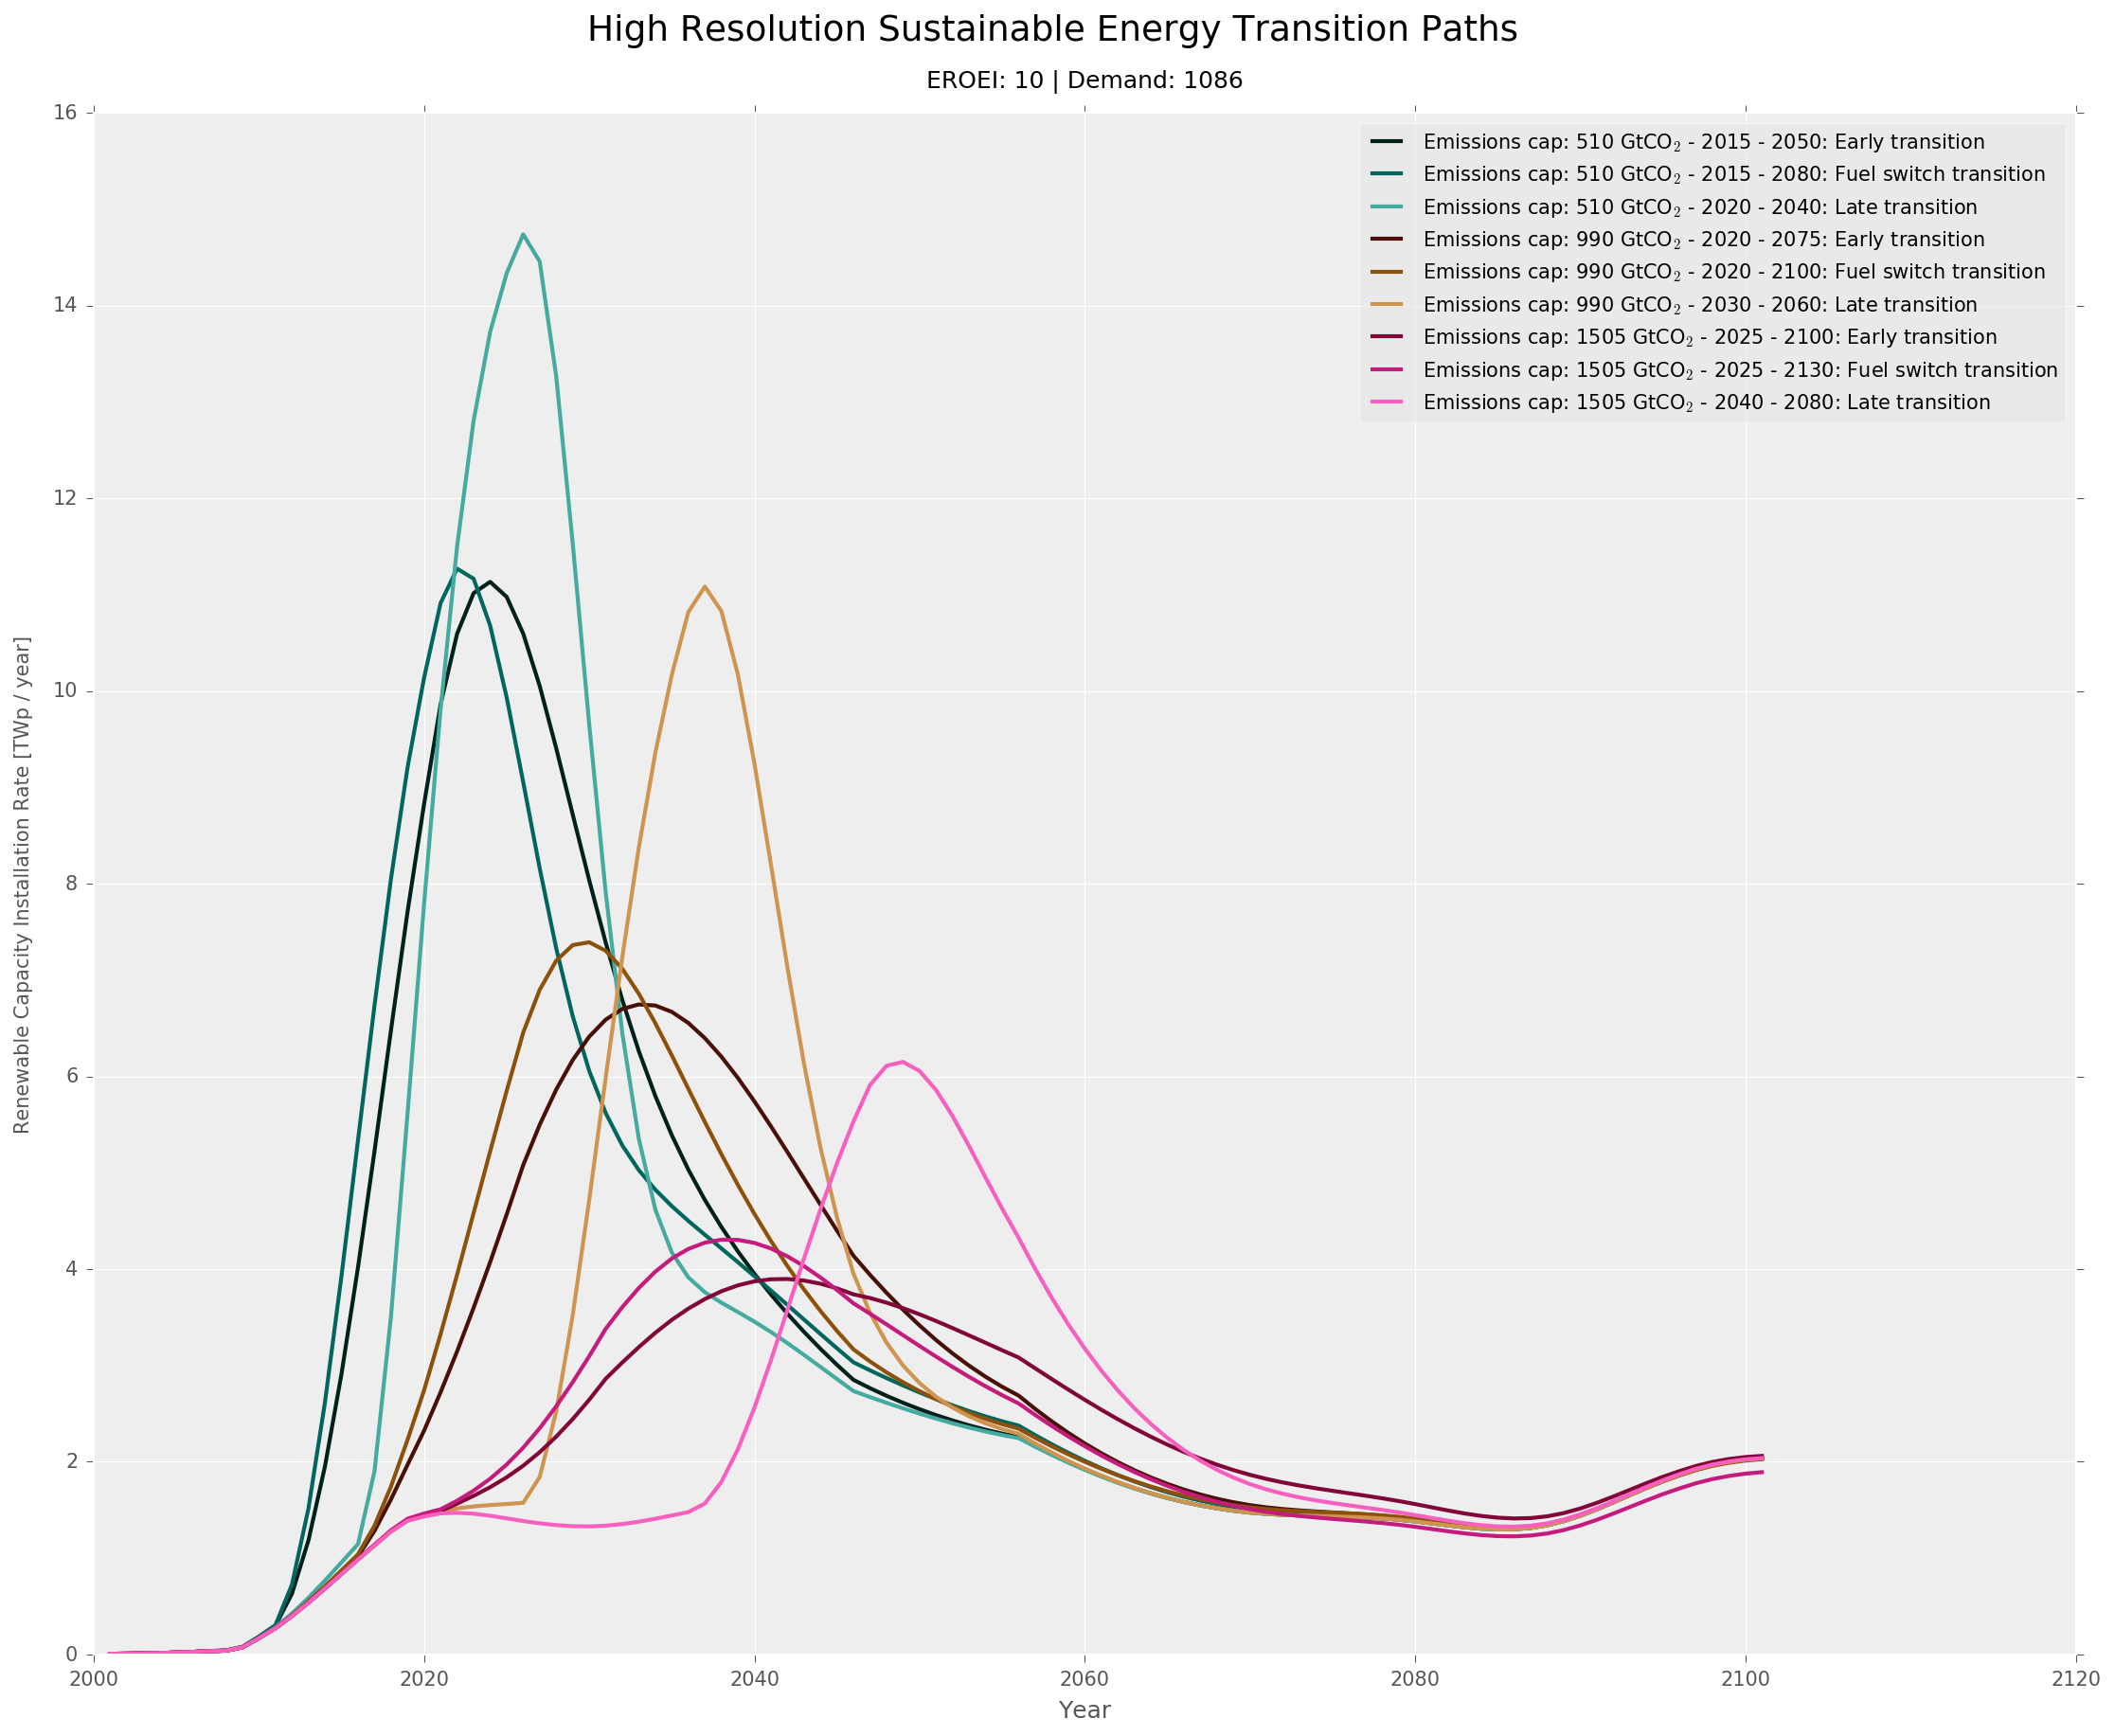 High Resolution Sustainable Energy Transition Paths
EROEI: 10 | Demand: 1086
16
14
12
10
8
6
4
2
0
Renewable Capacity Installation Rate [TWp / year]
Emissions cap: 510 GtCO₂ - 2015 - 2050: Early transition
Emissions cap: 510 GtCO₂ - 2015 - 2080: Fuel switch transition
Emissions cap: 510 GtCO₂ - 2020 - 2040: Late transition
Emissions cap: 990 GtCO₂ - 2020 - 2075: Early transition
Emissions cap: 990 GtCO₂ - 2020 - 2100: Fuel switch transition
Emissions cap: 990 GtCO₂ - 2030 - 2060: Late transition
Emissions cap: 1505 GtCO₂ - 2025 - 2100: Early transition
Emissions cap: 1505 GtCO₂ - 2025 - 2130: Fuel switch transition
Emissions cap: 1505 GtCO₂ - 2040 - 2080: Late transition
2000 2020 2040 2060 2080 2100 2120
Year